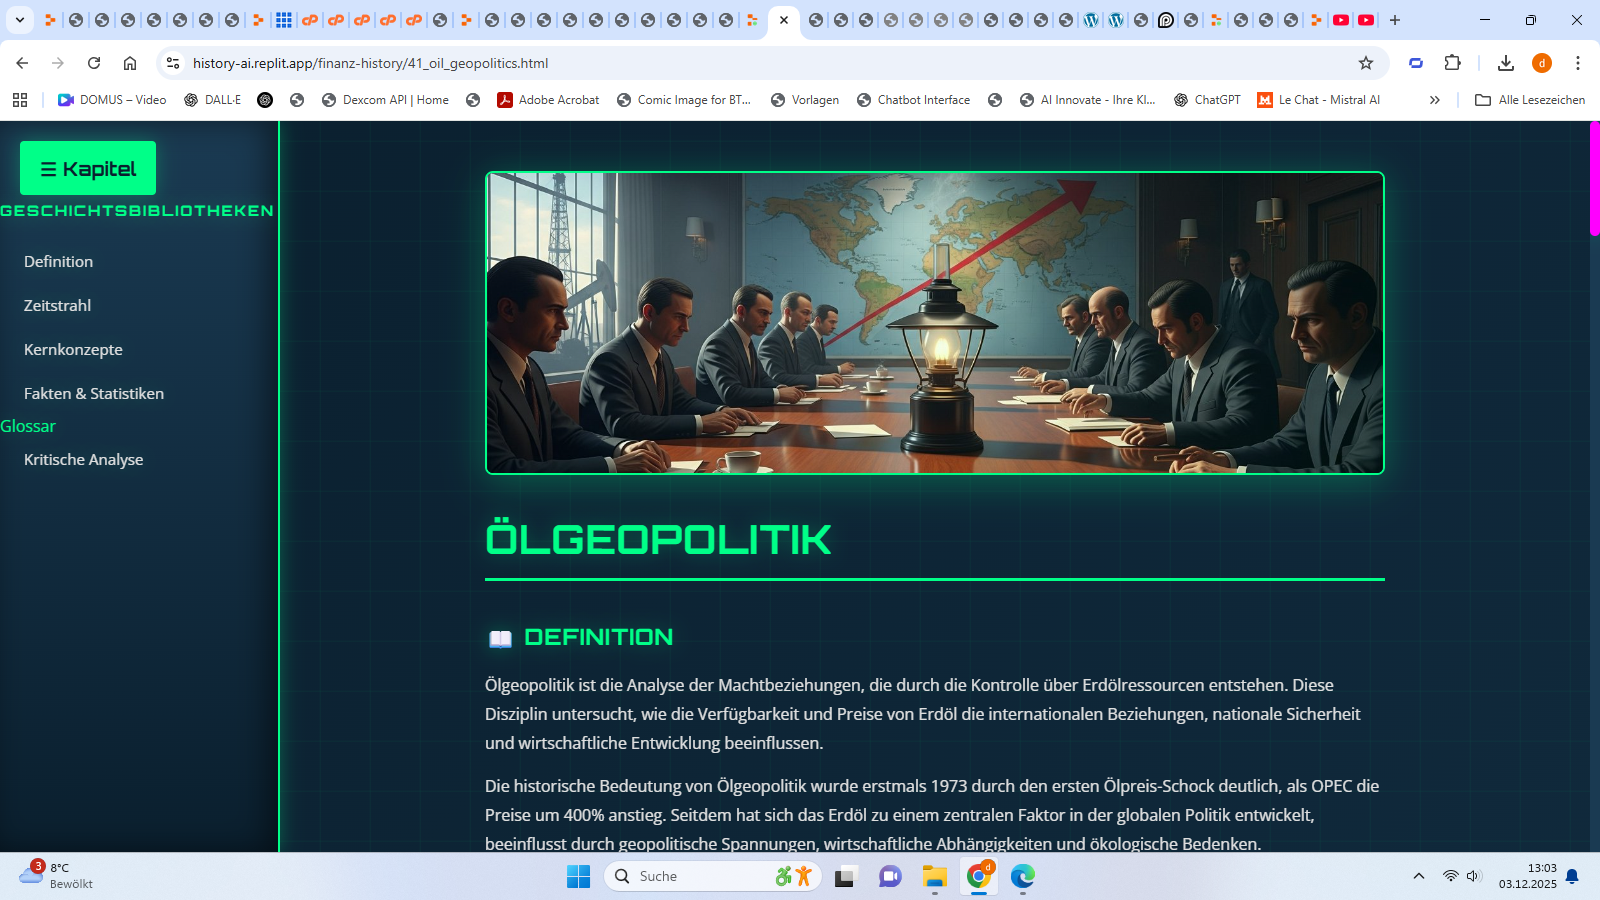 history-ai.replit.app/finanz-history/41_oil_geopolitics.html
d
DOMUS – Video
DALL·E
Dexcom API | Home
Adobe Acrobat
Comic Image for BT...
Vorlagen
Chatbot Interface
AI Innovate - Ihre KI...
ChatGPT
Le Chat - Mistral AI
Alle Lesezeichen
☰ Kapitel
GESCHICHTSBIBLIOTHEKEN
Definition
Zeitstrahl
Kernkonzepte
Fakten & Statistiken
Glossar
Kritische Analyse
ÖLGEOPOLITIK
DEFINITION
Ölgeopolitik ist die Analyse der Machtbeziehungen, die durch die Kontrolle über Erdölressourcen entstehen. Diese
Disziplin untersucht, wie die Verfügbarkeit und Preise von Erdöl die internationalen Beziehungen, nationale Sicherheit
und wirtschaftliche Entwicklung beeinflussen.
Die historische Bedeutung von Ölgeopolitik wurde erstmals 1973 durch den ersten Ölpreis-Schock deutlich, als OPEC die
Preise um 400% anstieg. Seitdem hat sich das Erdöl zu einem zentralen Faktor in der globalen Politik entwickelt,
beeinflusst durch geopolitische Spannungen, wirtschaftliche Abhängigkeiten und ökologische Bedenken.
3
8°C
Bewölkt
Suche
d
13:03
03.12.2025